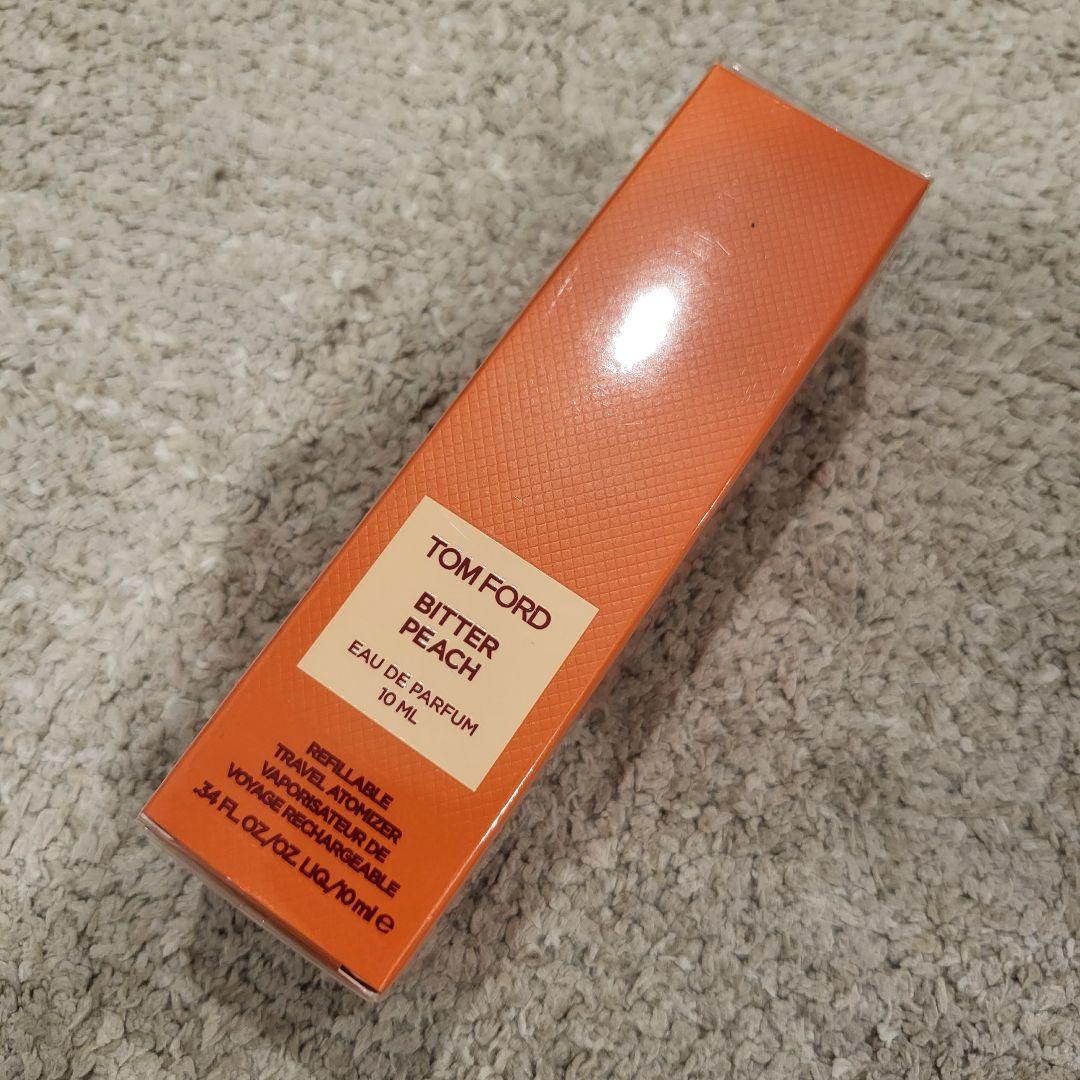 TOM FORD
BITTER
PEACH
EAU DE PARFUM
10 ML
REFILLABLE
TRAVEL ATOMIZER
VAPORISATEUR DE
VOYAGE RECHARGEABLE
.34 FL. OZ./OZ. LIQ./10 ml ℮